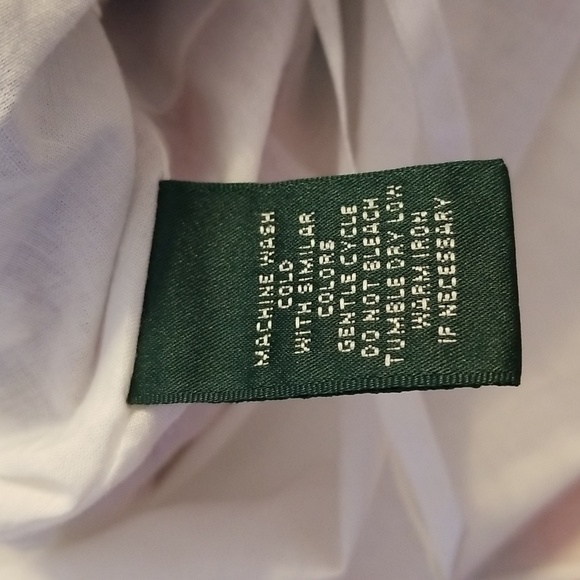 MACHINE WASH
COLD
WITH SIMILAR
COLORS
GENTLE CYCLE
DO NOT BLEACH
TUMBLE DRY LOW
WARM IRON
IF NECESSARY